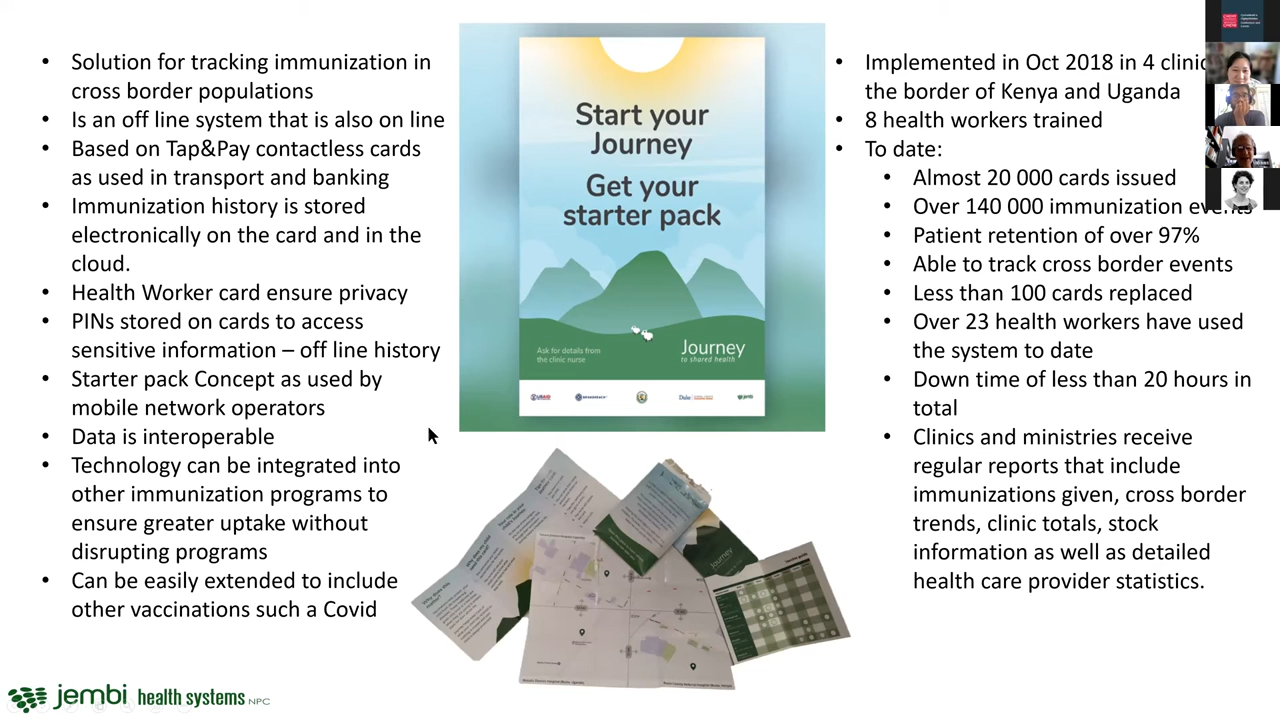 • Solution for tracking immunization in
cross border populations
• Is an off line system that is also on line
• Based on Tap&Pay contactless cards
as used in transport and banking
• Immunization history is stored
electronically on the card and in the
cloud.
• Health Worker card ensure privacy
• PINs stored on cards to access
sensitive information – off line history
• Starter pack Concept as used by
mobile network operators
• Data is interoperable
• Technology can be integrated into
other immunization programs to
ensure greater uptake without
disrupting programs
• Can be easily extended to include
other vaccinations such a Covid
Start your
Journey
Get your
starter pack
Ask for details from
the clinic nurse
Journey
to shared health
USAID
Duke
jembi
Journey
• Implemented in Oct 2018 in 4 clinic
the border of Kenya and Uganda
• 8 health workers trained
• To date:
• Almost 20 000 cards issued
• Over 140 000 immunization events
• Patient retention of over 97%
• Able to track cross border events
• Less than 100 cards replaced
• Over 23 health workers have used
the system to date
• Down time of less than 20 hours in
total
• Clinics and ministries receive
regular reports that include
immunizations given, cross border
trends, clinic totals, stock
information as well as detailed
health care provider statistics.
jembi health systems NPC